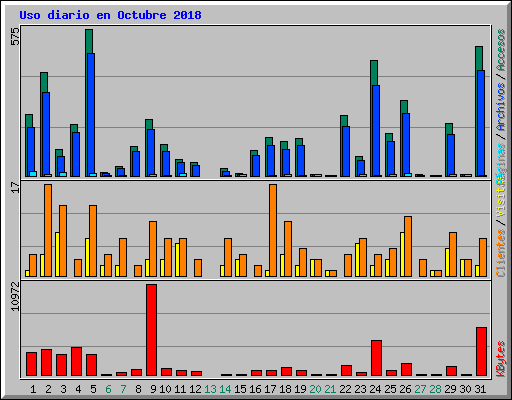 Uso diario en Octubre 2018
575
17
10972
Accesos / Archivos / Páginas / Visitas / Clientes
KBytes
1 2 3 4 5 6 7 8 9 10 11 12 13 14 15 16 17 18 19 20 21 22 23 24 25 26 27 28 29 30 31